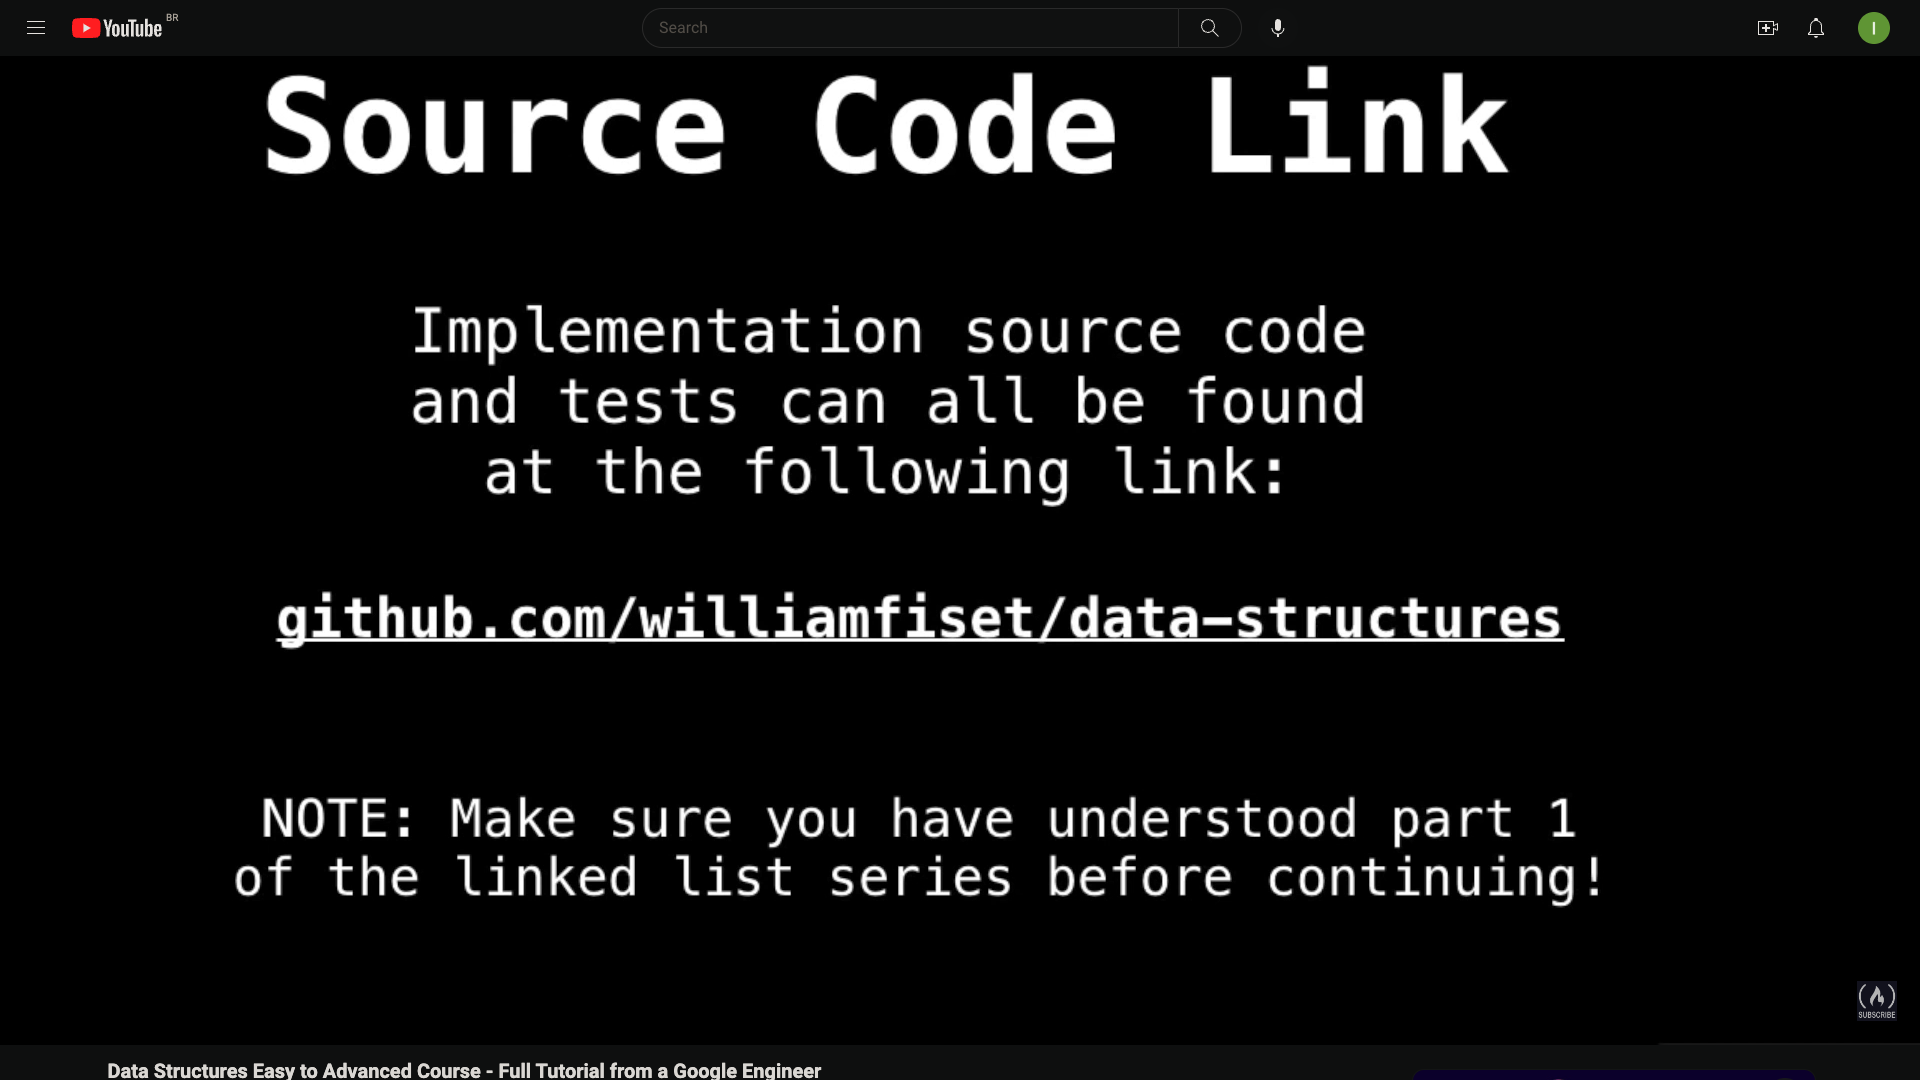 YouTube BR
Search
I
Source Code Link
Implementation source code
and tests can all be found
at the following link:
github.com/williamfiset/data-structures
NOTE: Make sure you have understood part 1
of the linked list series before continuing!
SUBSCRIBE
Data Structures Easy to Advanced Course - Full Tutorial from a Google Engineer